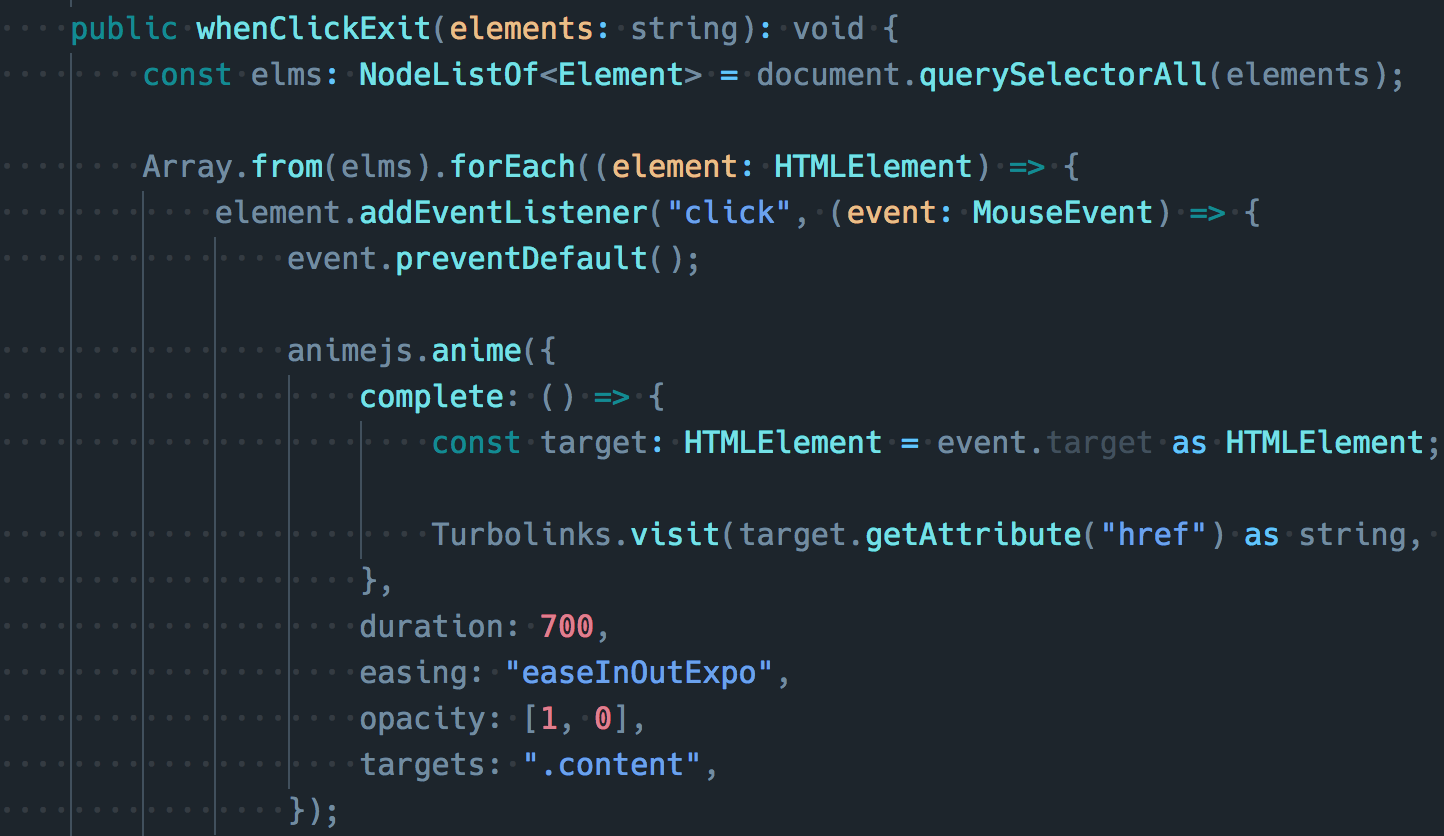 public whenClickExit(elements: string): void {
const elms: NodeListOf<Element> = document.querySelectorAll(elements);
Array.from(elms).forEach((element: HTMLElement) => {
element.addEventListener("click", (event: MouseEvent) => {
event.preventDefault();
animejs.anime({
complete: () => {
const target: HTMLElement = event.target as HTMLElement;
Turbolinks.visit(target.getAttribute("href") as string,
},
duration: 700,
easing: "easeInOutExpo",
opacity: [1, 0],
targets: ".content",
});